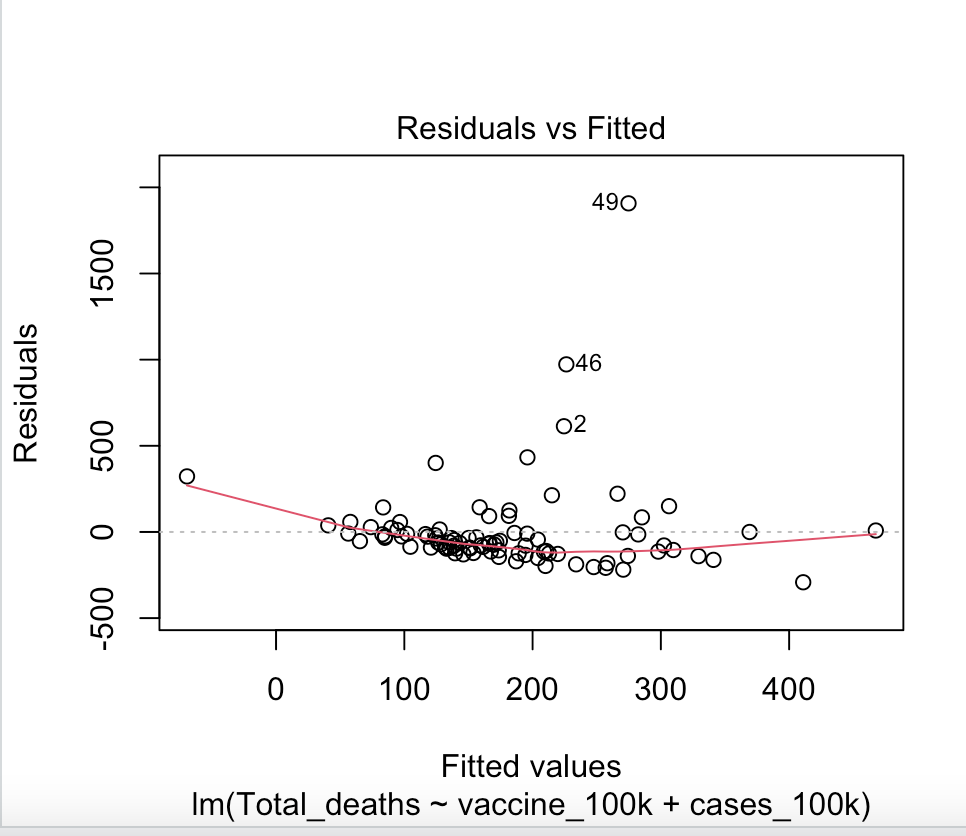 Residuals vs Fitted
Residuals
1500
500
0
-500
49
46
2
0 100 200 300 400
Fitted values
lm(Total_deaths ~ vaccine_100k + cases_100k)